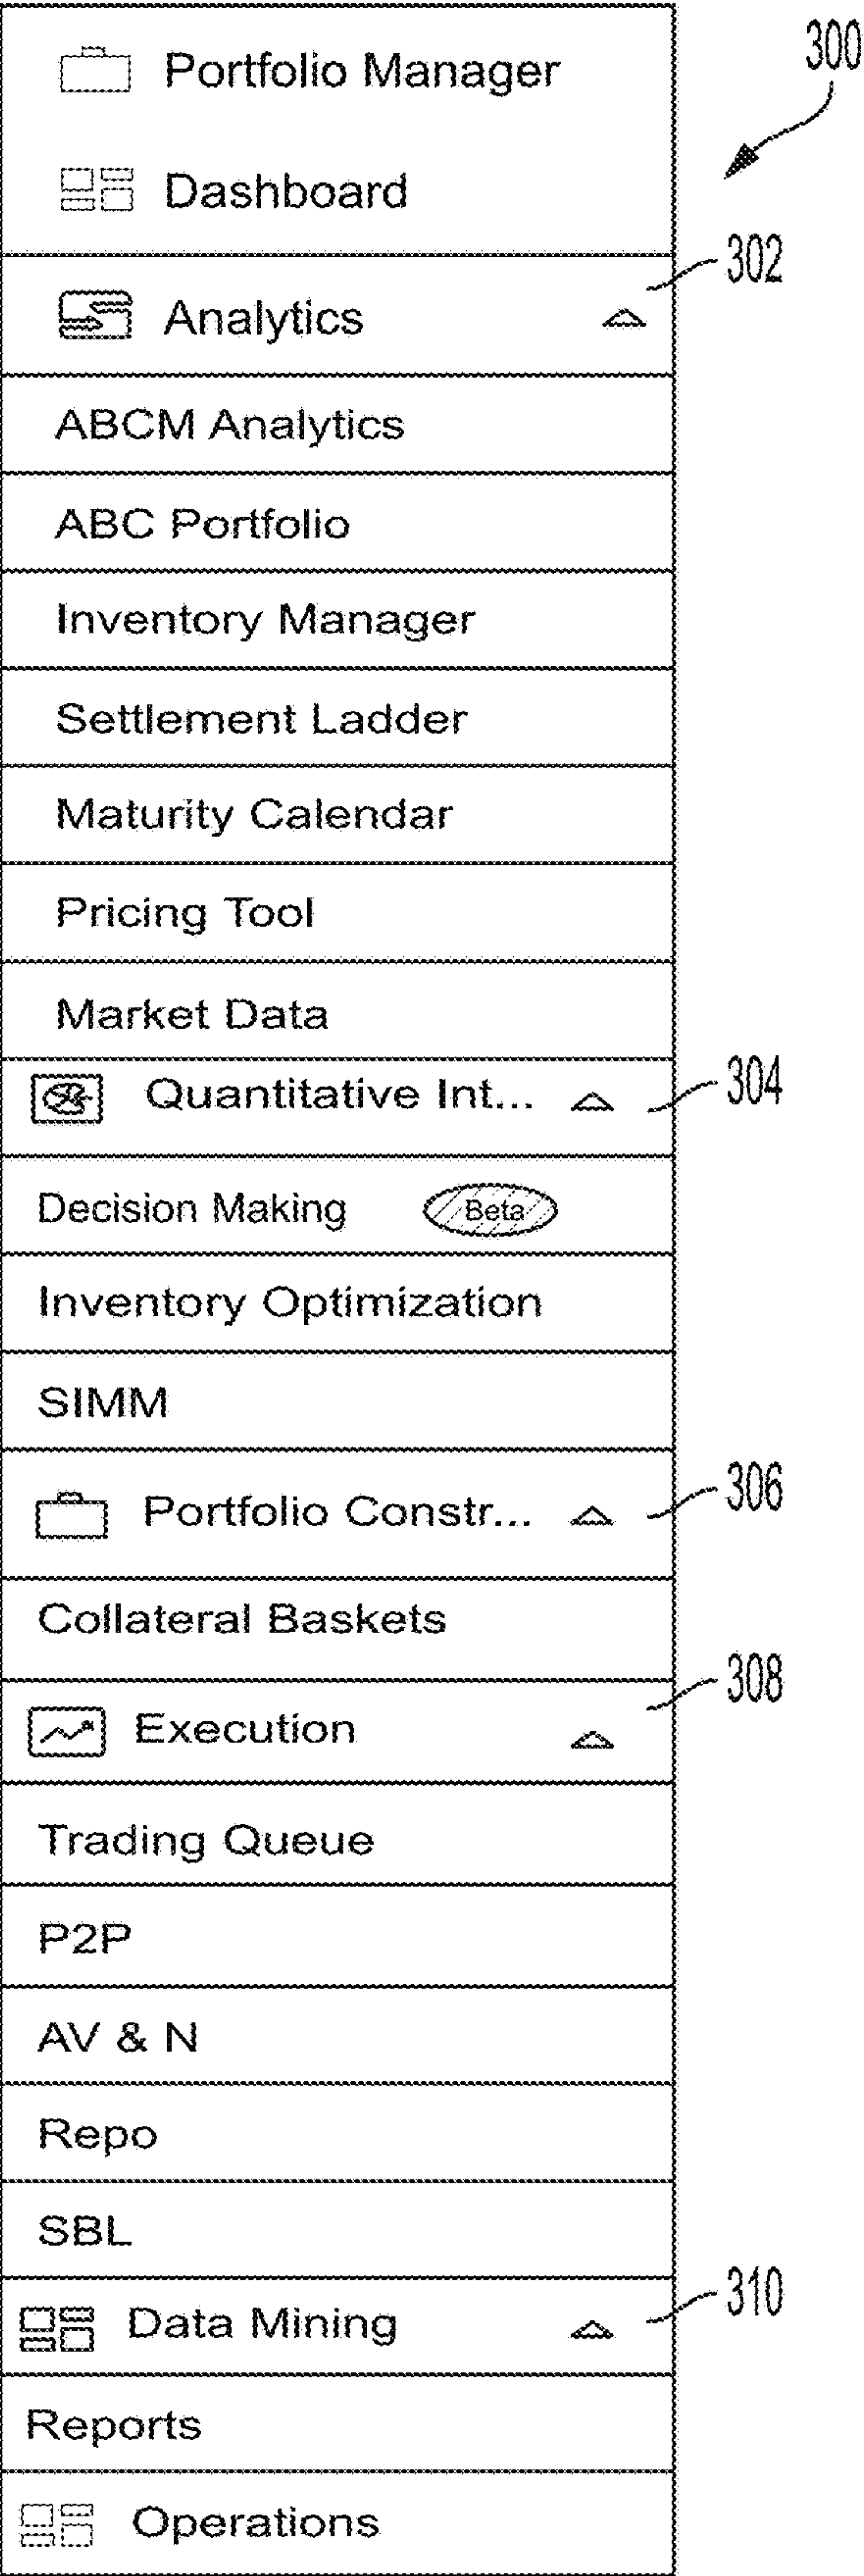 Portfolio Manager
300
Dashboard
302
Analytics
ABCM Analytics
ABC Portfolio
Inventory Manager
Settlement Ladder
Maturity Calendar
Pricing Tool
Market Data
Quantitative Int...
304
Decision Making Beta
Inventory Optimization
SIMM
Portfolio Constr...
306
Collateral Baskets
308
Execution
Trading Queue
P2P
AV & N
Repo
SBL
Data Mining
310
Reports
Operations